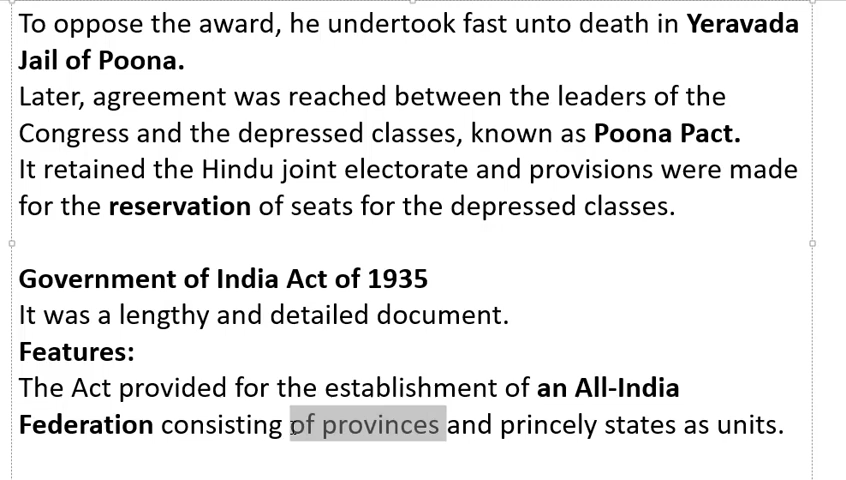 To oppose the award, he undertook fast unto death in Yeravada
Jail of Poona.
Later, agreement was reached between the leaders of the
Congress and the depressed classes, known as Poona Pact.
It retained the Hindu joint electorate and provisions were made
for the reservation of seats for the depressed classes.
Government of India Act of 1935
It was a lengthy and detailed document.
Features:
The Act provided for the establishment of an All-India
Federation consisting of provinces and princely states as units.